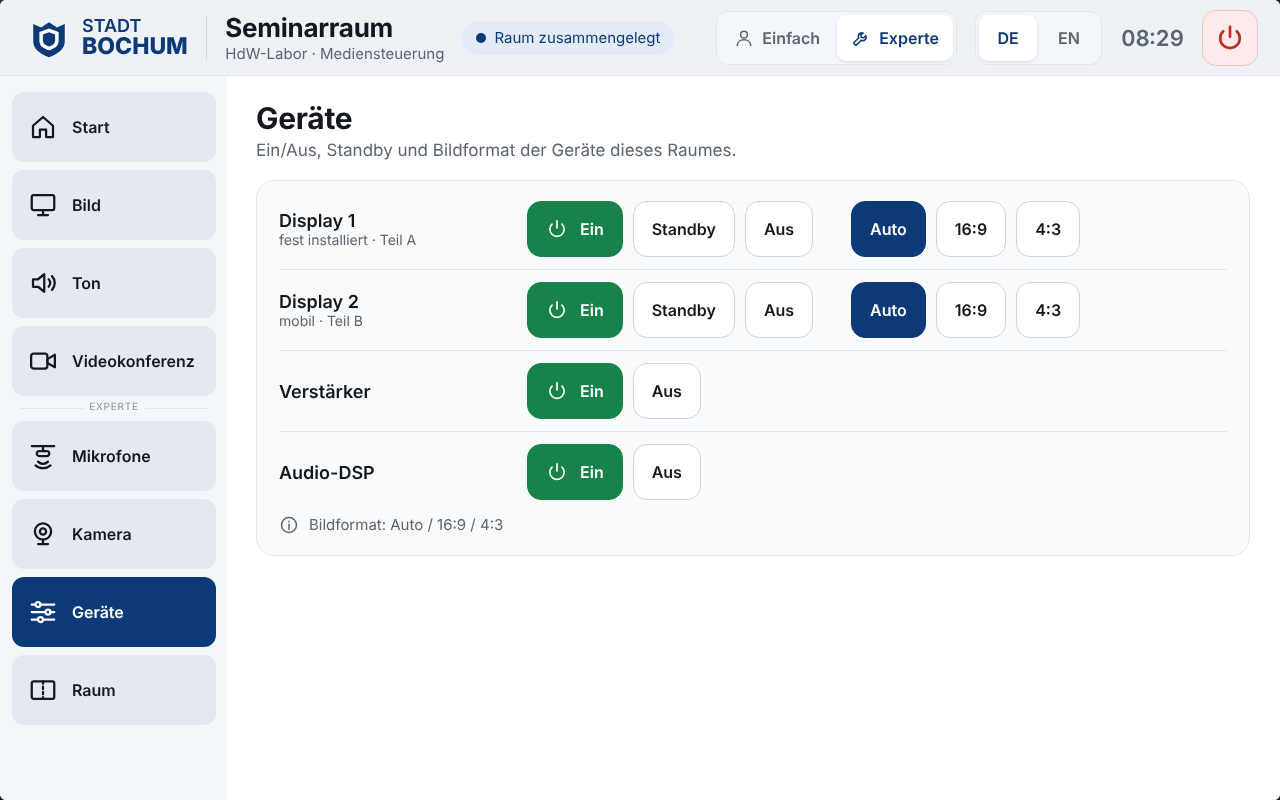 STADT
BOCHUM
Seminarraum
HdW-Labor · Mediensteuerung
Raum zusammengelegt
Einfach
Experte
DE
EN
08:29
Start
Bild
Ton
Videokonferenz
EXPERTE
Mikrofone
Kamera
Geräte
Raum
Geräte
Ein/Aus, Standby und Bildformat der Geräte dieses Raumes.
Display 1
fest installiert · Teil A
Ein
Standby
Aus
Auto
16:9
4:3
Display 2
mobil · Teil B
Ein
Standby
Aus
Auto
16:9
4:3
Verstärker
Ein
Aus
Audio-DSP
Ein
Aus
Bildformat: Auto / 16:9 / 4:3